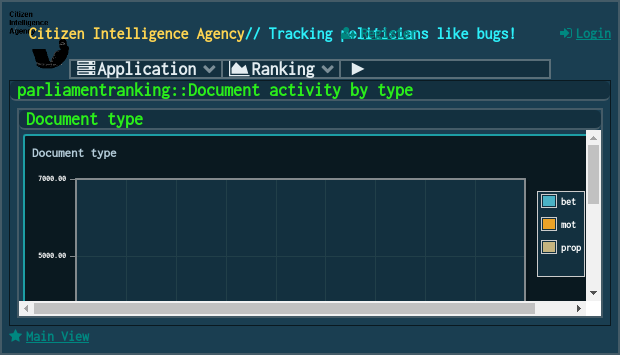 Citizen
Intelligence
Agency
Citizen Intelligence Agency// Tracking politicians like bugs!
Register
Login
Application
Ranking
parliamentranking::Document activity by type
Document type
Document type
7000.00
5000.00
bet
mot
prop
Main View